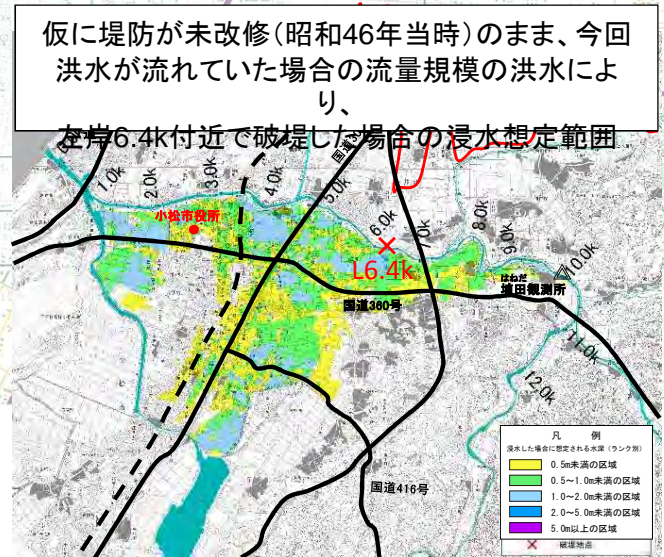 仮に堤防が未改修(昭和46年当時)のまま、今回
洪水が流れていた場合の流量規模の洪水によ
り、
左岸6.4k付近で破堤した場合の浸水想定範囲
1.0k
2.0k
3.0k
4.0k
5.0k
6.0k
7.0k
8.0k
9.0k
10.0k
11.0k
12.0k
小松市役所
L6.4k
はねだ
埴田観測所
国道360号
国道416号
凡 例
浸水した場合に想定される水深(ランク別)
0.5m未満の区域
0.5~1.0m未満の区域
1.0~2.0m未満の区域
2.0~5.0m未満の区域
5.0m以上の区域
破堤地点